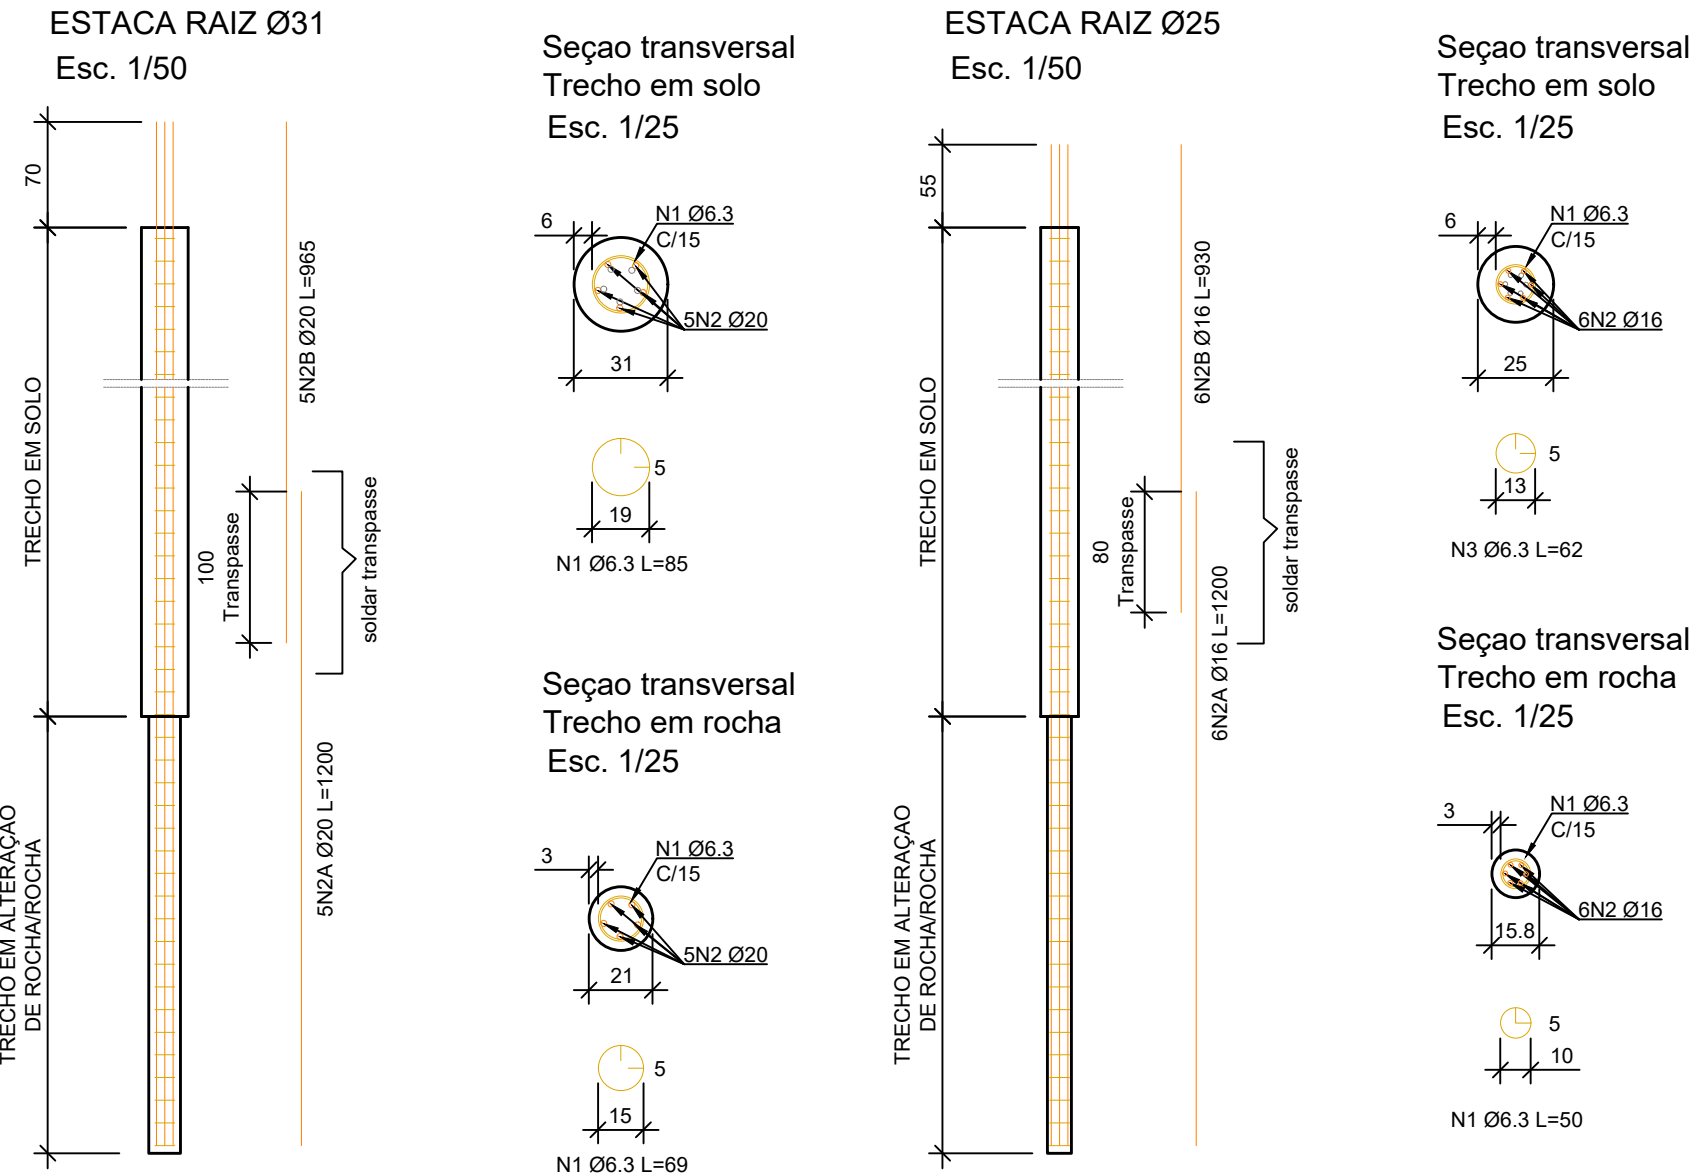 ESTACA RAIZ Ø31
Esc. 1/50
70
TRECHO EM SOLO
TRECHO EM ALTERAÇAO
DE ROCHA/ROCHA
5N2B Ø20 L=965
100
Transpasse
soldar transpasse
5N2A Ø20 L=1200
Seçao transversal
Trecho em solo
Esc. 1/25
6
N1 Ø6.3
C/15
5N2 Ø20
31
5
19
N1 Ø6.3 L=85
Seçao transversal
Trecho em rocha
Esc. 1/25
3
N1 Ø6.3
C/15
5N2 Ø20
21
5
15
N1 Ø6.3 L=69
ESTACA RAIZ Ø25
Esc. 1/50
55
TRECHO EM SOLO
TRECHO EM ALTERAÇAO
DE ROCHA/ROCHA
6N2B Ø16 L=930
80
Transpasse
soldar transpasse
6N2A Ø16 L=1200
Seçao transversal
Trecho em solo
Esc. 1/25
6
N1 Ø6.3
C/15
6N2 Ø16
25
5
13
N3 Ø6.3 L=62
Seçao transversal
Trecho em rocha
Esc. 1/25
3
N1 Ø6.3
C/15
6N2 Ø16
15.8
5
10
N1 Ø6.3 L=50